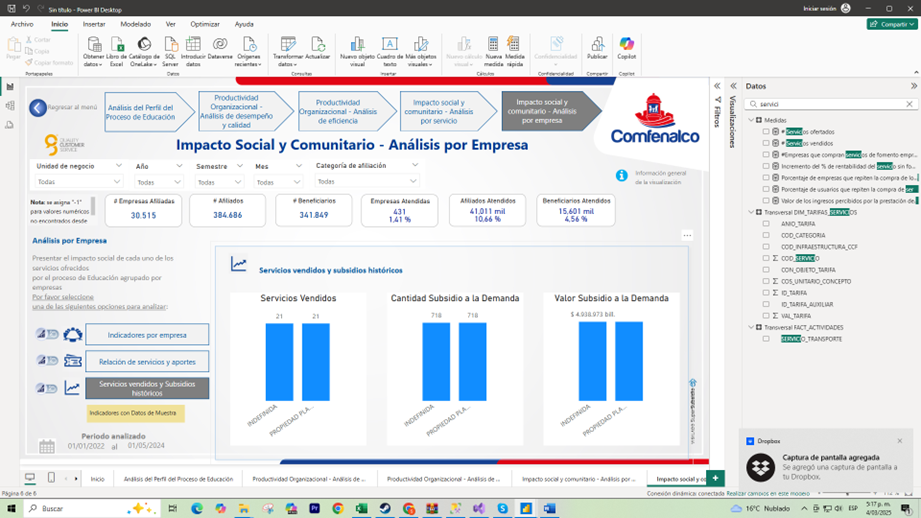 Sin título - Power BI Desktop
Iniciar sesión
Archivo Inicio Insertar Modelado Ver Optimizar Ayuda
Compartir
Pegar
Cortar
Copiar
Copiar formato
Portapapeles
Obtener datos
Libro de Excel
Catálogo de OneLake
SQL Server
Introducir datos
Dataverse
Orígenes recientes
Datos
Transformar datos
Actualizar
Consultas
Nuevo objeto visual
Cuadro de texto
Más objetos visuales
Insertar
Nuevo cálculo visual
Nueva medida
Medida rápida
Cálculos
Confidencialidad
Confidencialidad
Publicar
Compartir
Copilot
Copilot
Regresar al menú
Análisis del Perfil del
Proceso de Educación
Productividad
Organizacional -
Análisis de desempeño
y calidad
Productividad
Organizacional -
Análisis de
eficiencia
Impacto social y
comunitario - Análisis
por servicio
Impacto social y
comunitario - Análisis
por empresa
Comfenalco
QUALITY
CUSTOMER
SERVICE
Impacto Social y Comunitario - Análisis por Empresa
Unidad de negocio
Todas
Año
Todas
Semestre
Todas
Mes
Todas
Categoría de afiliación
Todas
Información general
de la visualización
Nota: se asigna "-1"
para valores numéricos
no encontrados desde
# Empresas Afiliadas
30.515
# Afiliados
384.686
# Beneficiarios
341.849
Empresas Atendidas
431
1,41 %
Afiliados Atendidos
41,011 mil
10,66 %
Beneficiarios Atendidos
15,601 mil
4,56 %
Análisis por Empresa
Presentar el impacto social de cada uno de los
servicios ofrecidos
por el proceso de Educación agrupado por
empresas
Por favor seleccione
una de las siguientes opciones para analizar:
Indicadores por empresa
Relación de servicios y aportes
Servicios vendidos y Subsidios
históricos
Indicadores con Datos de Muestra
Periodo analizado
01/01/2022 al 01/05/2024
Servicios vendidos y subsidios históricos
Servicios Vendidos
21 21
INDEFINIDA PROPIEDAD PLA...
Cantidad Subsidio a la Demanda
718 718
INDEFINIDA PROPIEDAD PLA...
Valor Subsidio a la Demanda
$ 4.938,973 bill.
INDEFINIDA PROPIEDAD PLA...
Filtros
Visualizaciones
Datos
servici
Medidas
# Servicios ofertados
# Servicios vendidos
#Empresas que compran servicios de fomento empr...
Incremento del % de rentabilidad del servicio sin fo...
Porcentaje de empresas que repiten la compra de lo...
Porcentaje de usuarios que repiten la compra de ser
Valor de los ingresos percibidos por la prestación de...
Transversal DIM_TARIFAS_SERVICIOS
ANIO_TARIFA
COD_CATEGORIA
COD_INFRAESTRUCTURA_CCF
COD_SERVICIO
CON_OBJETO_TARIFA
COS_UNITARIO_CONCEPTO
ID_TARIFA
ID_TARIFA_AUXILIAR
VAL_TARIFA
Transversal FACT_ACTIVIDADES
SERVICIO_TRANSPORTE
Dropbox
Captura de pantalla agregada
Se agregó una captura de pantalla a
tu Dropbox.
Inicio
Análisis del Perfil del Proceso de Educación
Productividad Organizacional - Análisis de ...
Productividad Organizacional - Análisis de ...
Impacto social y comunitario - Análisis por ...
Impacto social y co
Página 6 de 6
Conexión dinámica: conectado Realizar cambios en este modelo
Buscar
16°C Nublado
ESP
5:17 p. m.
4/03/2025